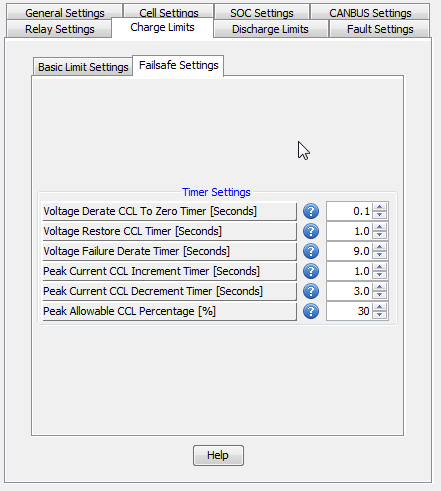 General Settings Cell Settings SOC Settings CANBUS Settings
Relay Settings Charge Limits Discharge Limits Fault Settings
Basic Limit Settings Failsafe Settings
Timer Settings
Voltage Derate CCL To Zero Timer [Seconds] ? 0.1
Voltage Restore CCL Timer [Seconds] ? 1.0
Voltage Failure Derate Timer [Seconds] ? 9.0
Peak Current CCL Increment Timer [Seconds] ? 1.0
Peak Current CCL Decrement Timer [Seconds] ? 3.0
Peak Allowable CCL Percentage [%] ? 30
Help